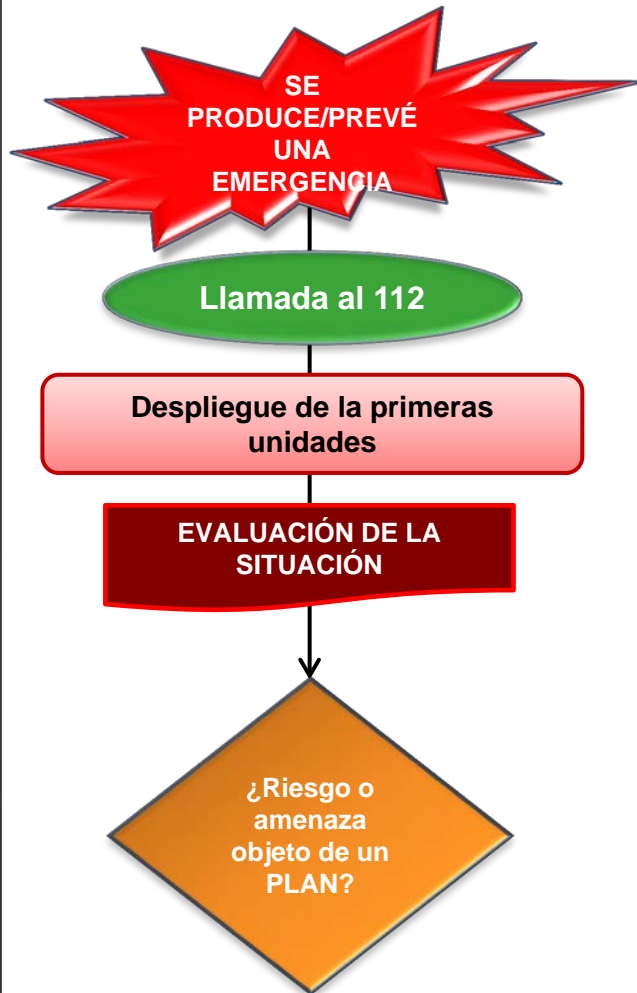 SE
PRODUCE/PREVÉ
UNA
EMERGENCIA
Llamada al 112
Despliegue de la primeras
unidades
EVALUACIÓN DE LA
SITUACIÓN
¿Riesgo o
amenaza
objeto de un
PLAN?